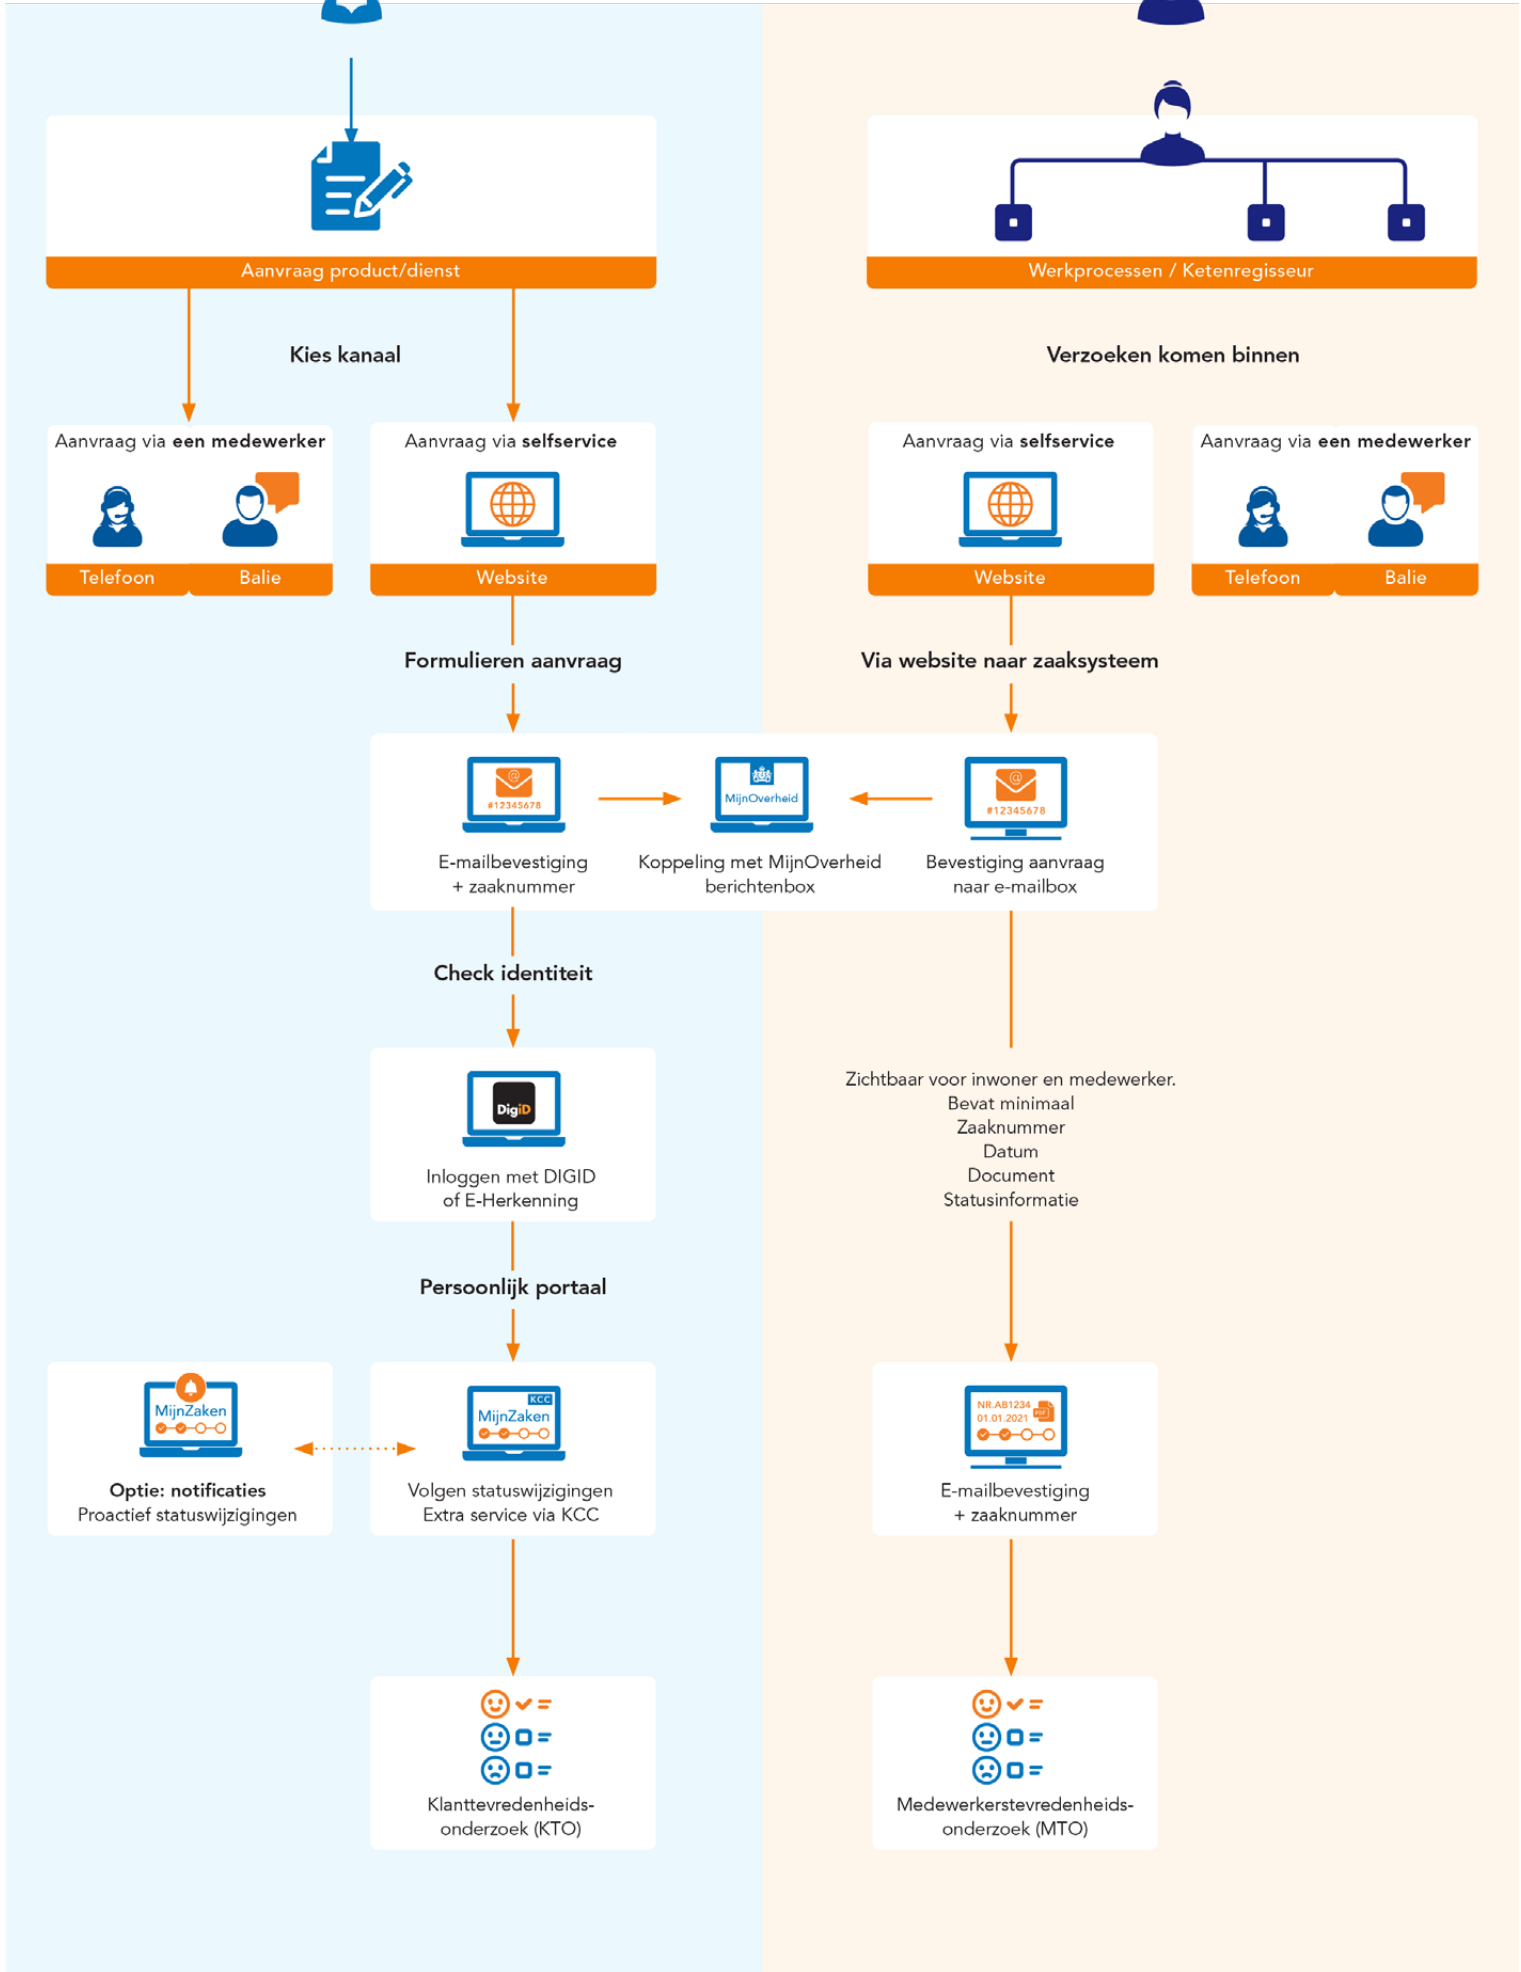 Aanvraag product/dienst
Werkprocessen / Ketenregisseur
Kies kanaal
Verzoeken komen binnen
Aanvraag via een medewerker
Aanvraag via selfservice
Aanvraag via selfservice
Aanvraag via een medewerker
Telefoon
Balie
Website
Website
Telefoon
Balie
Formulieren aanvraag
Via website naar zaaksysteem
@
#12345678
MijnOverheid
@
#12345678
E-mailbevestiging
+ zaaknummer
Koppeling met MijnOverheid
berichtenbox
Bevestiging aanvraag
naar e-mailbox
Check identiteit
DigiD
Inloggen met DIGID
of E-Herkenning
Zichtbaar voor inwoner en medewerker.
Bevat minimaal
Zaaknummer
Datum
Document
Statusinformatie
Persoonlijk portaal
MijnZaken
KCC
MijnZaken
NR.AB1234
01.01.2021
PDF
Optie: notificaties
Proactief statuswijzigingen
Volgen statuswijzigingen
Extra service via KCC
E-mailbevestiging
+ zaaknummer
Klanttevredenheids-
onderzoek (KTO)
Medewerkerstevredenheids-
onderzoek (MTO)